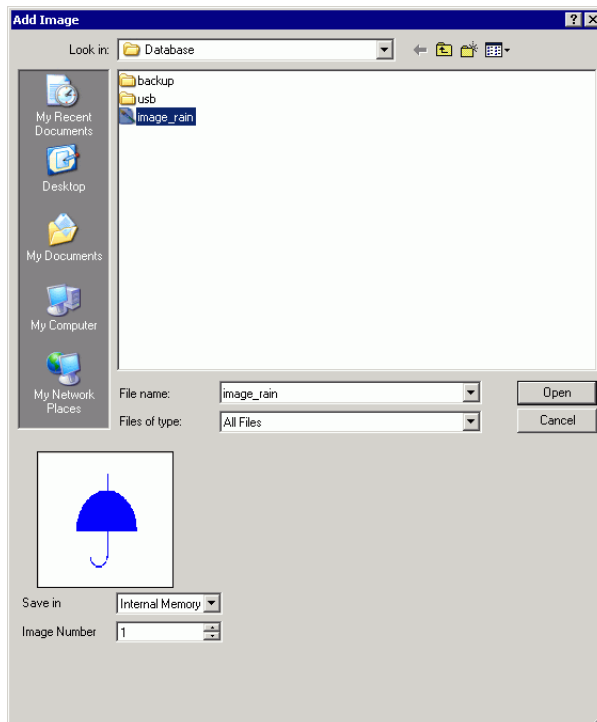 Add Image
Look in:
Database
backup
usb
image_rain
My Recent
Documents
Desktop
My Documents
My Computer
My Network
Places
File name:
image_rain
Open
Files of type:
All Files
Cancel
Save in
Internal Memory
Image Number
1